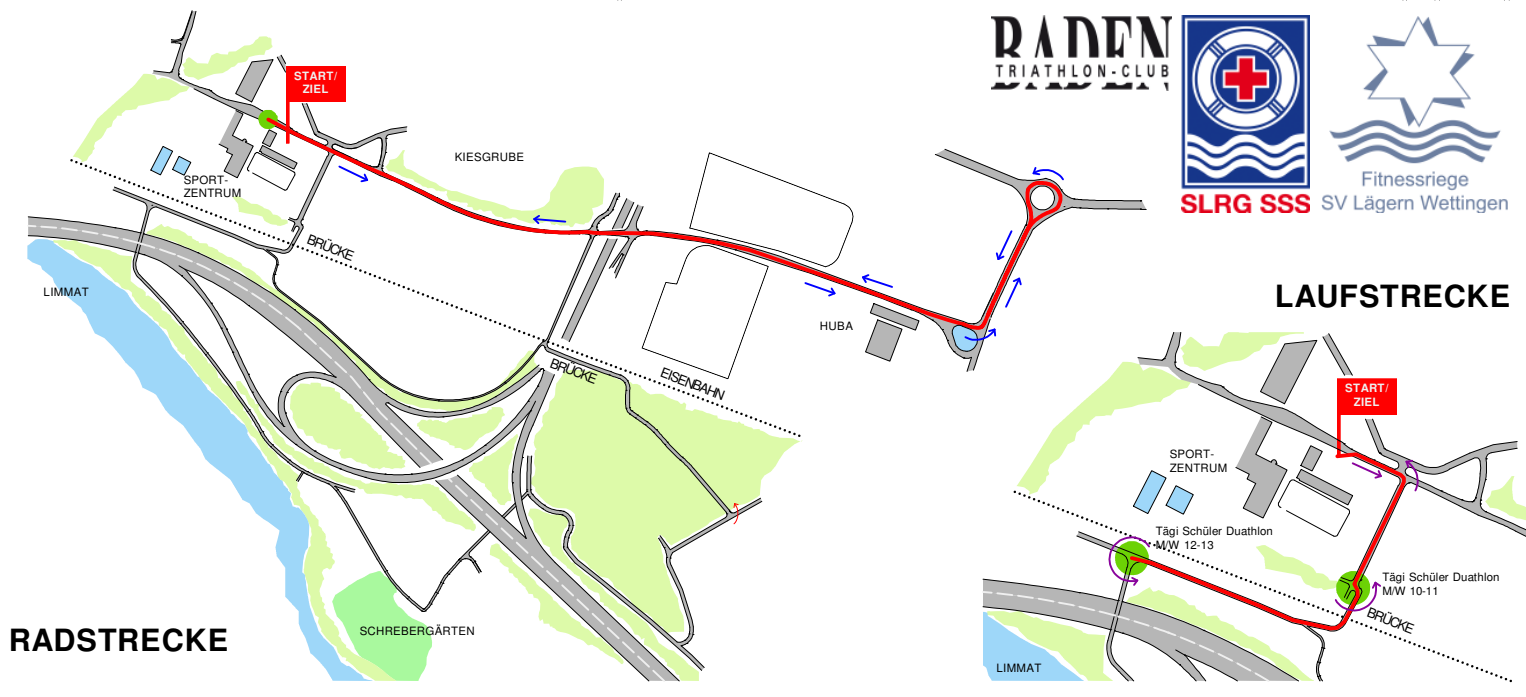 BADEN
TRIATHLON-CLUB
SLRG SSS
Fitnessriege
SV Lägern Wettingen
START/
ZIEL
KIESGRUBE
SPORT-
ZENTRUM
BRÜCKE
LIMMAT
HUBA
BRÜCKE
EISENBAHN
SCHREBERGÄRTEN
RADSTRECKE
LAUFSTRECKE
START/
ZIEL
SPORT-
ZENTRUM
Tägi Schüler Duathlon
M/W 12-13
Tägi Schüler Duathlon
M/W 10-11
BRÜCKE
LIMMAT